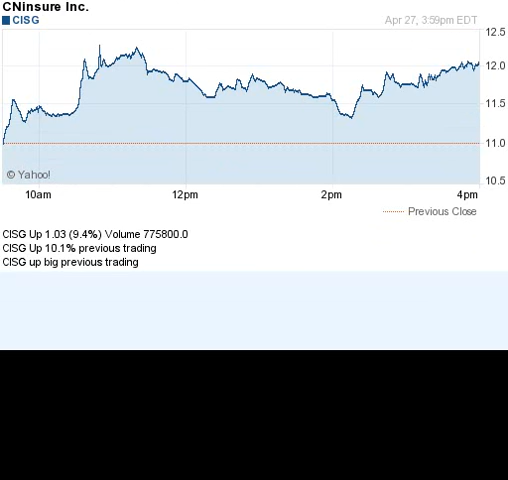 CNinsure Inc.
CISG
Apr 27, 3:59pm EDT
12.5
12.0
11.5
11.0
10.5
© Yahoo!
10am 12pm 2pm 4pm
Previous Close
CISG Up 1.03 (9.4%) Volume 775800.0
CISG Up 10.1% previous trading
CISG up big previous trading